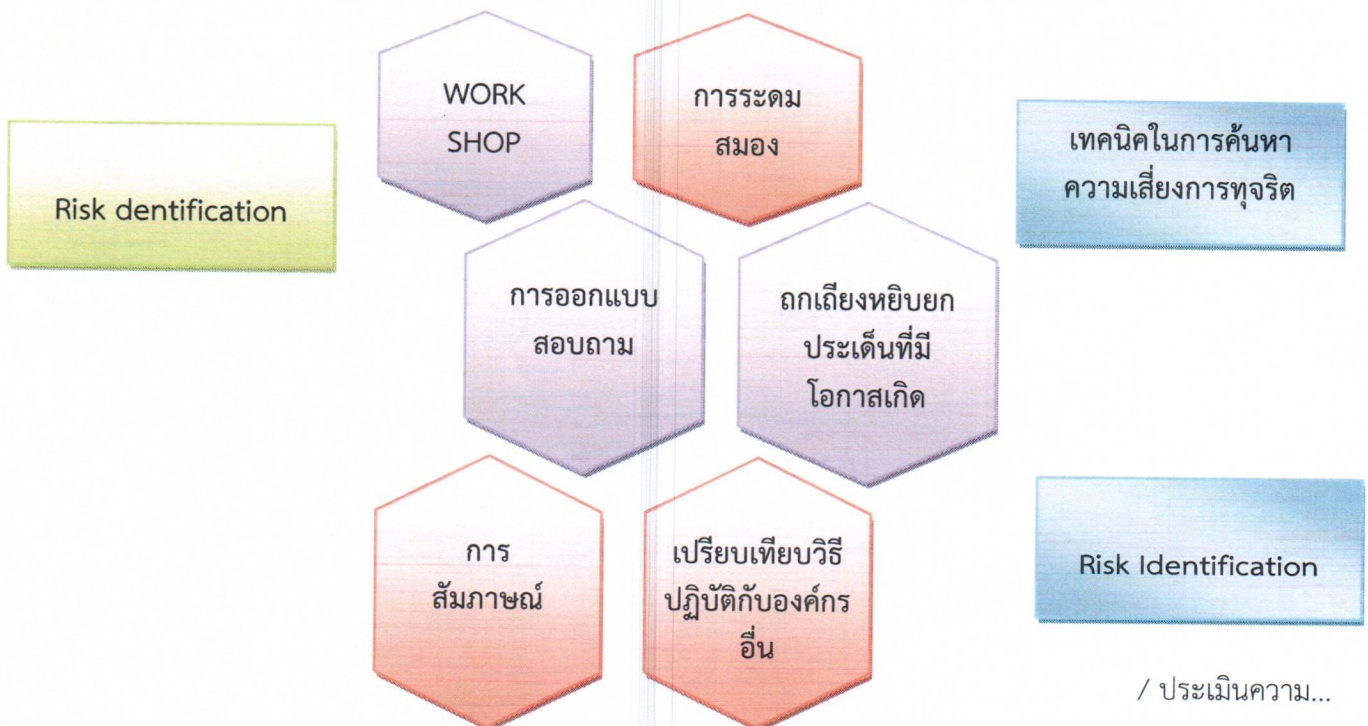 WORK
SHOP
การระดม
สมอง
Risk dentification
เทคนิคในการค้นหา
ความเสี่ยงการทุจริต
การออกแบบ
สอบถาม
ถกเถียงหยิบยก
ประเด็นที่มี
โอกาสเกิด
การ
สัมภาษณ์
เปรียบเทียบวิธี
ปฏิบัติกับองค์กร
อื่น
Risk Identification
/ ประเมินความ...